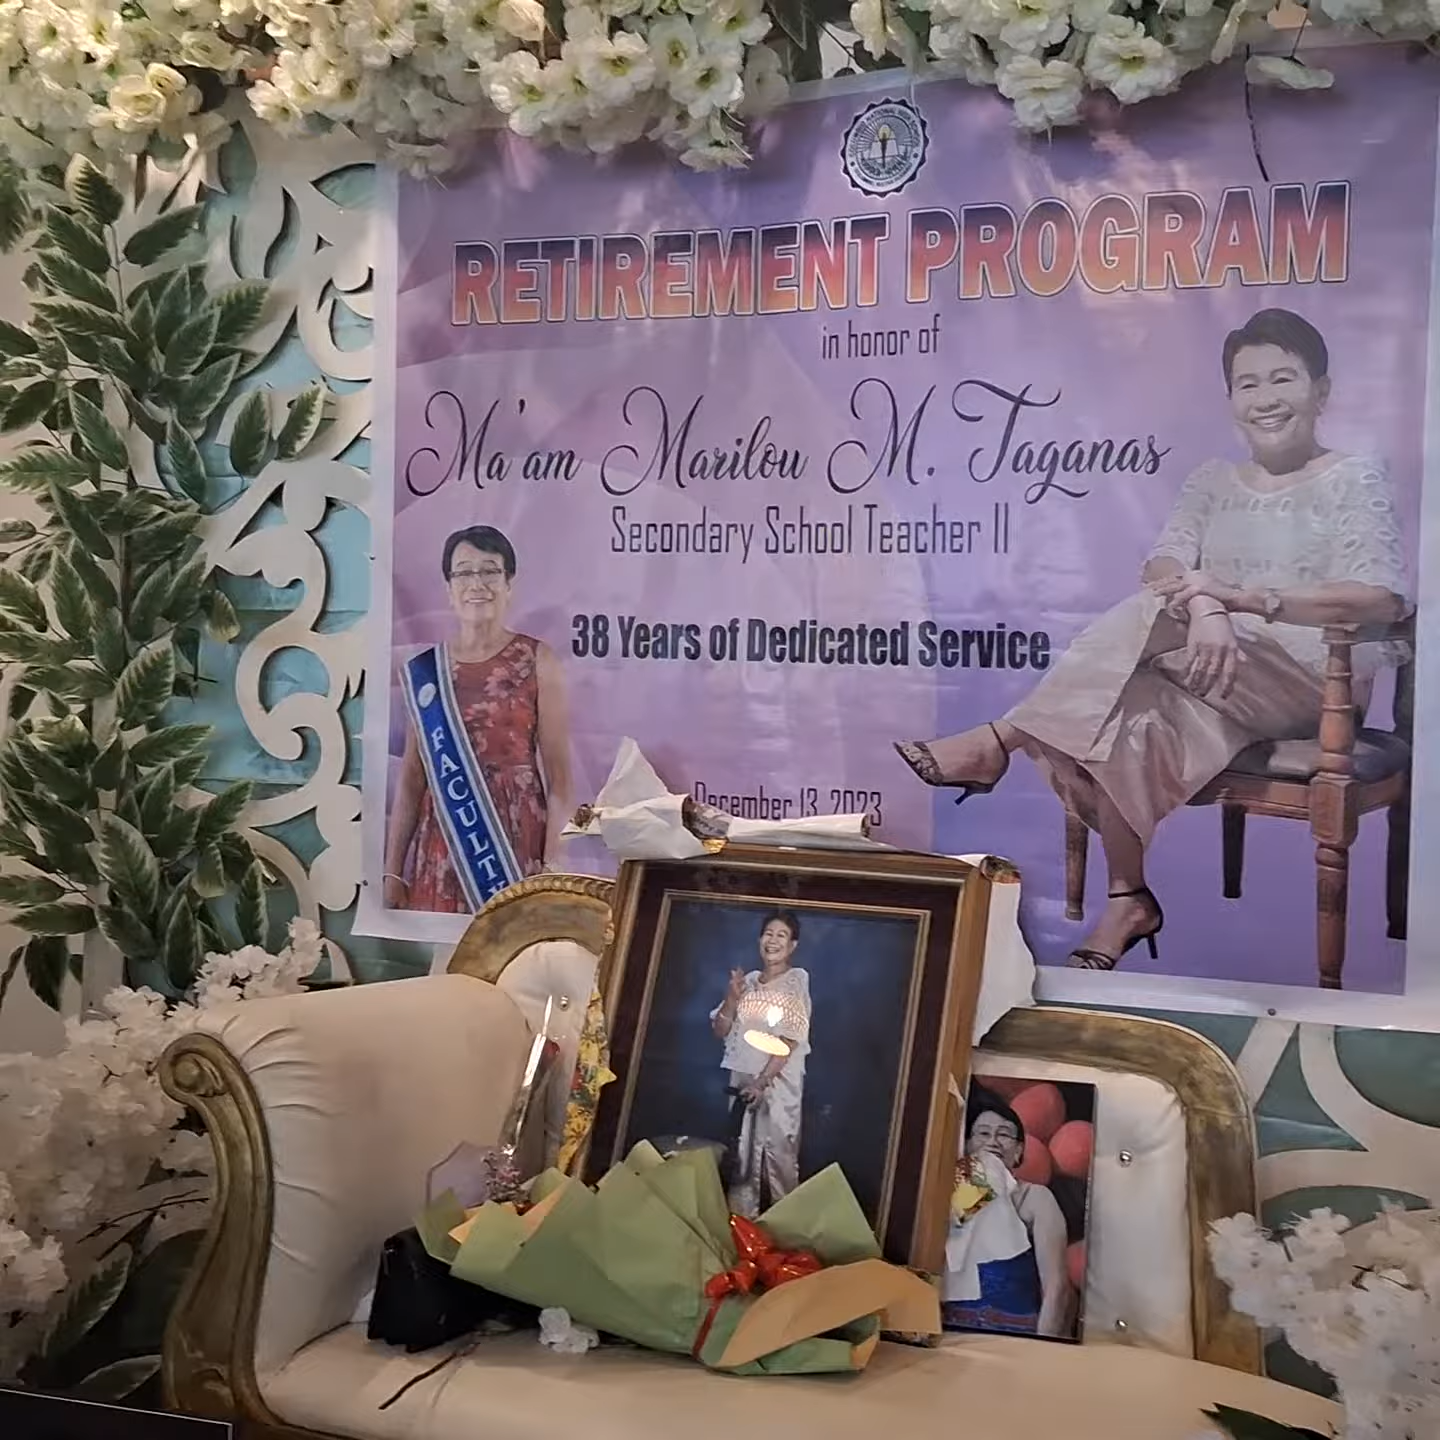 RETIREMENT PROGRAM
in honor of
Ma'am Marilou M. Taganas
Secondary School Teacher II
38 Years of Dedicated Service
FACULTY
December 13, 2023